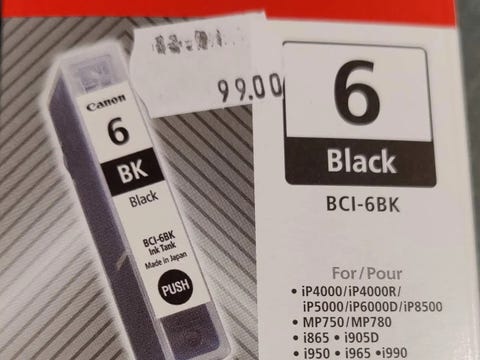 99.00
Canon
6
BK
Black
BCI-6BK
Ink Tank
Made in Japan
PUSH
6
Black
BCI-6BK
For/Pour
• iP4000/iP4000R/
iP5000/iP6000D/iP8500
• MP750/MP780
• i865 • i905D
• i950 • i965 •i990